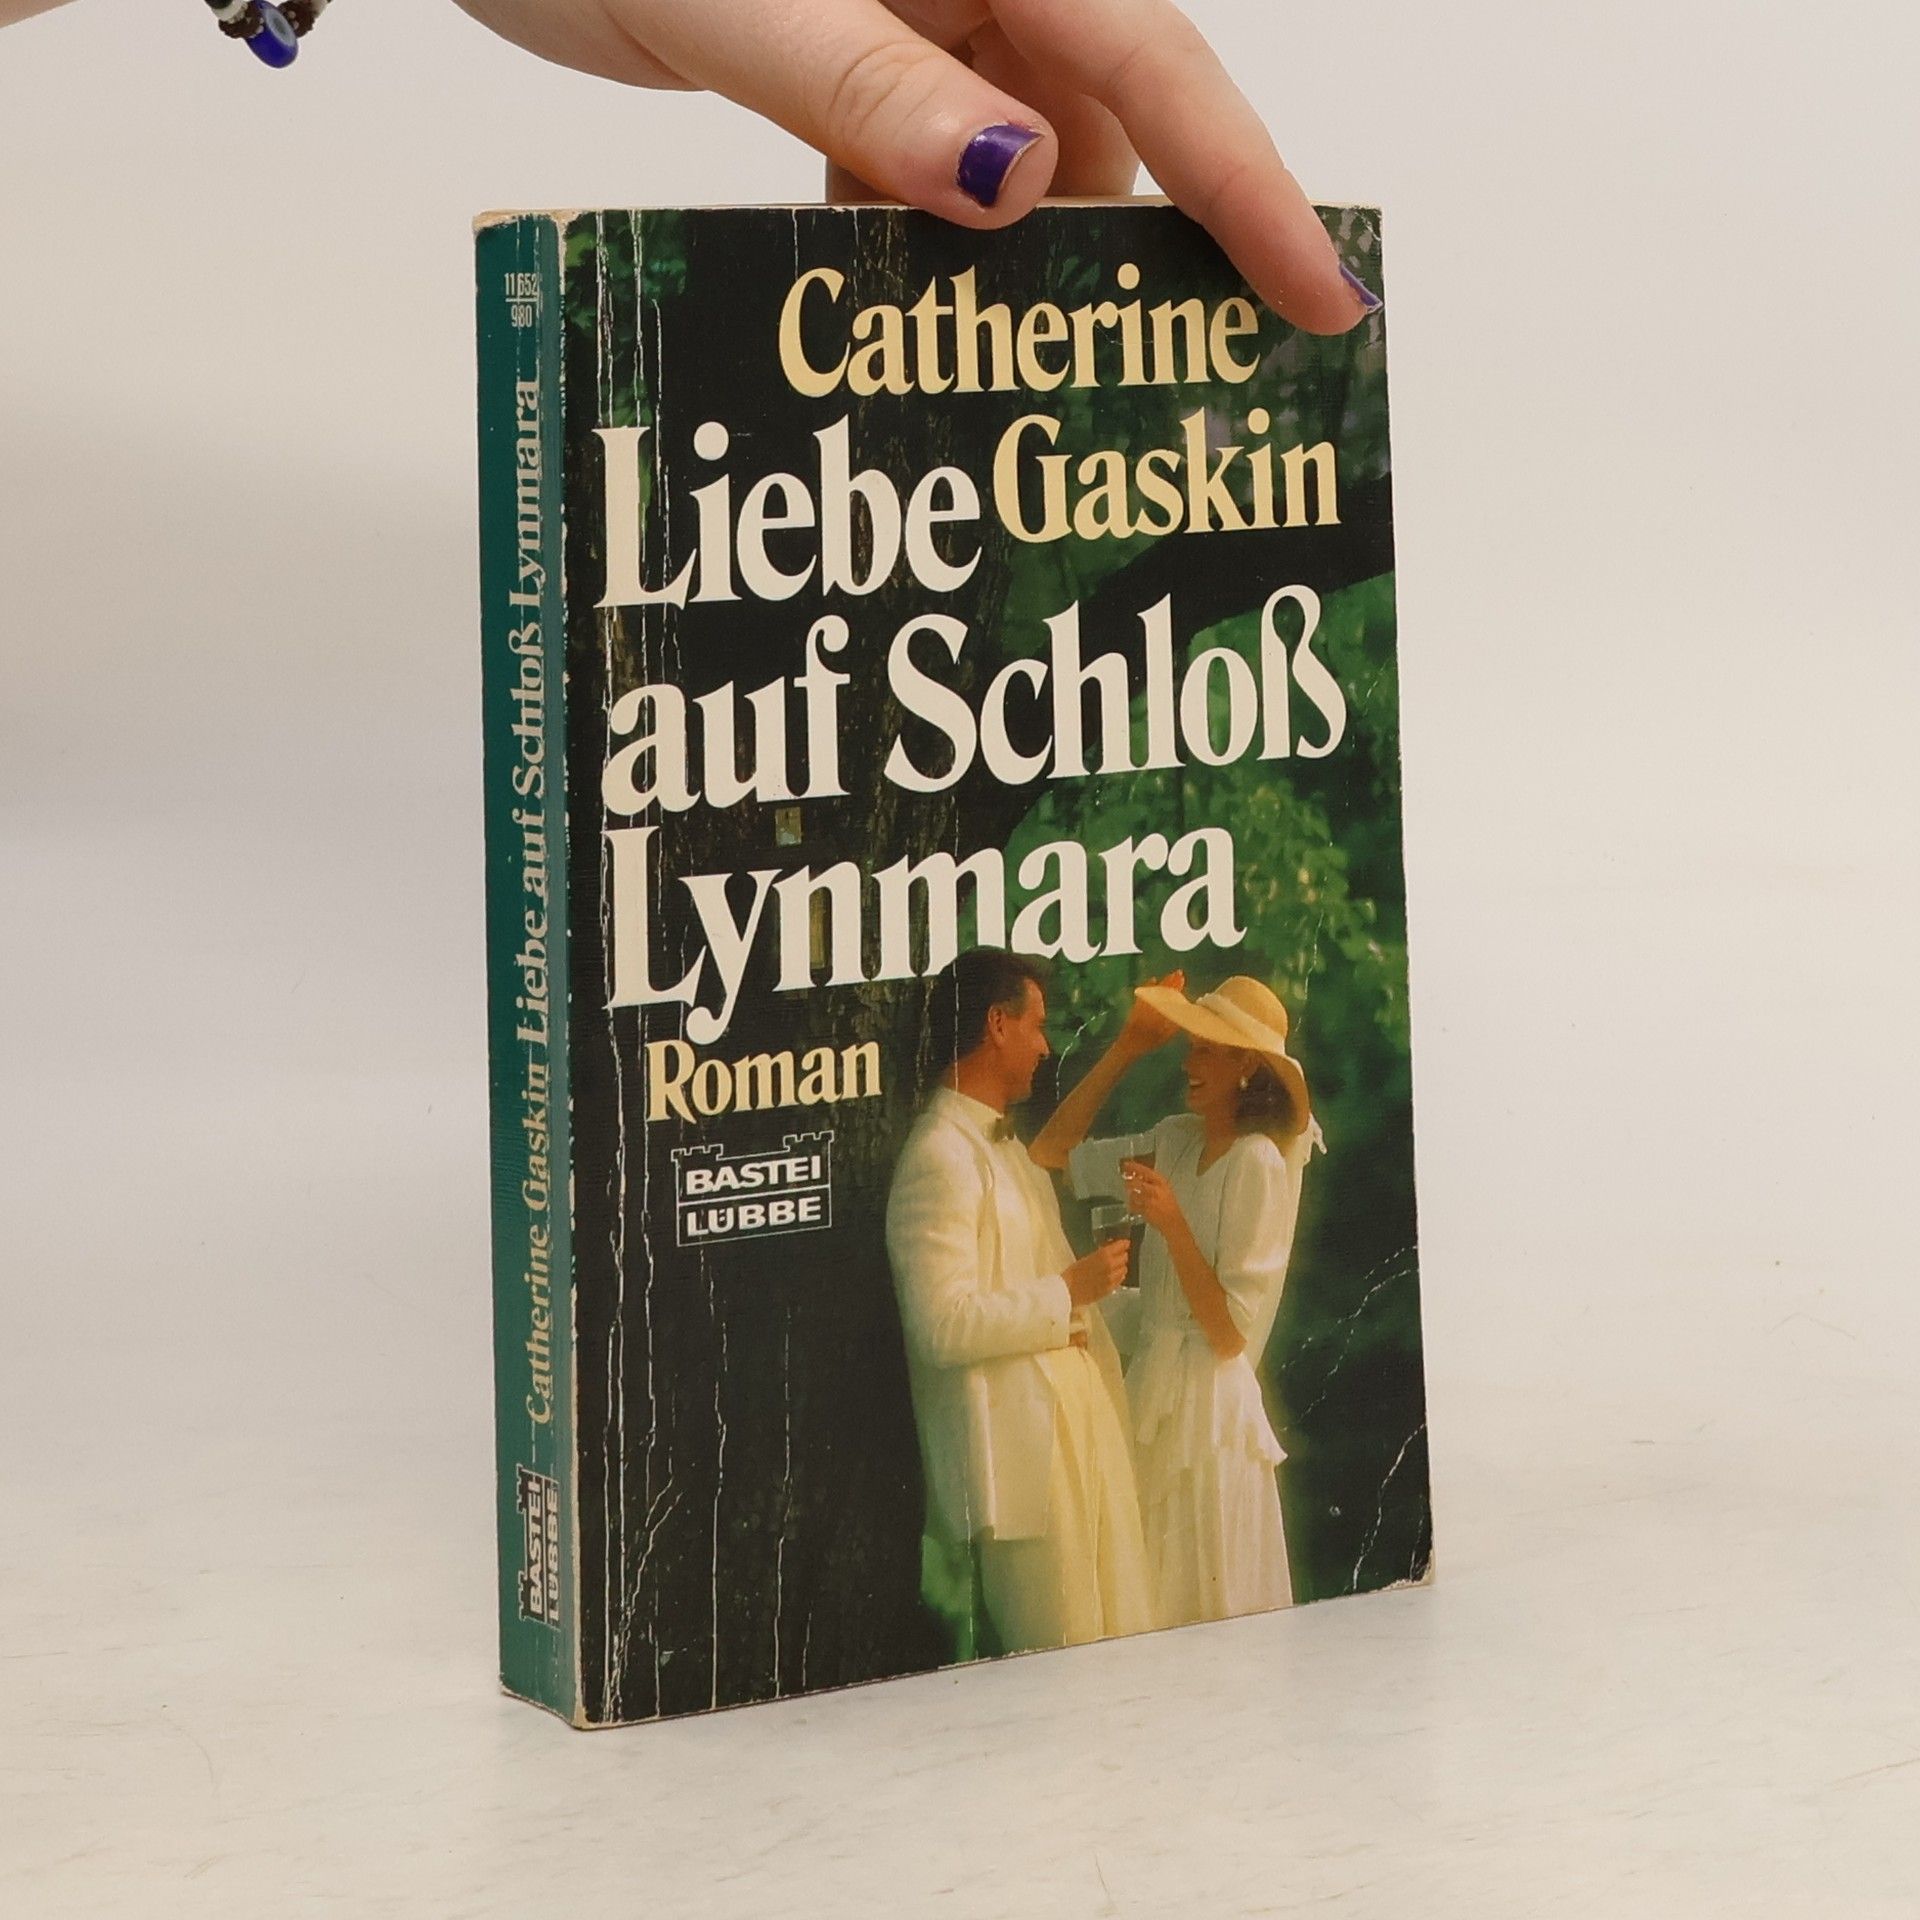 Catherine
Gaskin
Liebe
auf Schloß
Lynmara
Roman
BASTEI
LÜBBE
11652
980
Catherine Gaskin Liebe auf Schloß Lynmara
BASTEI
LÜBBE